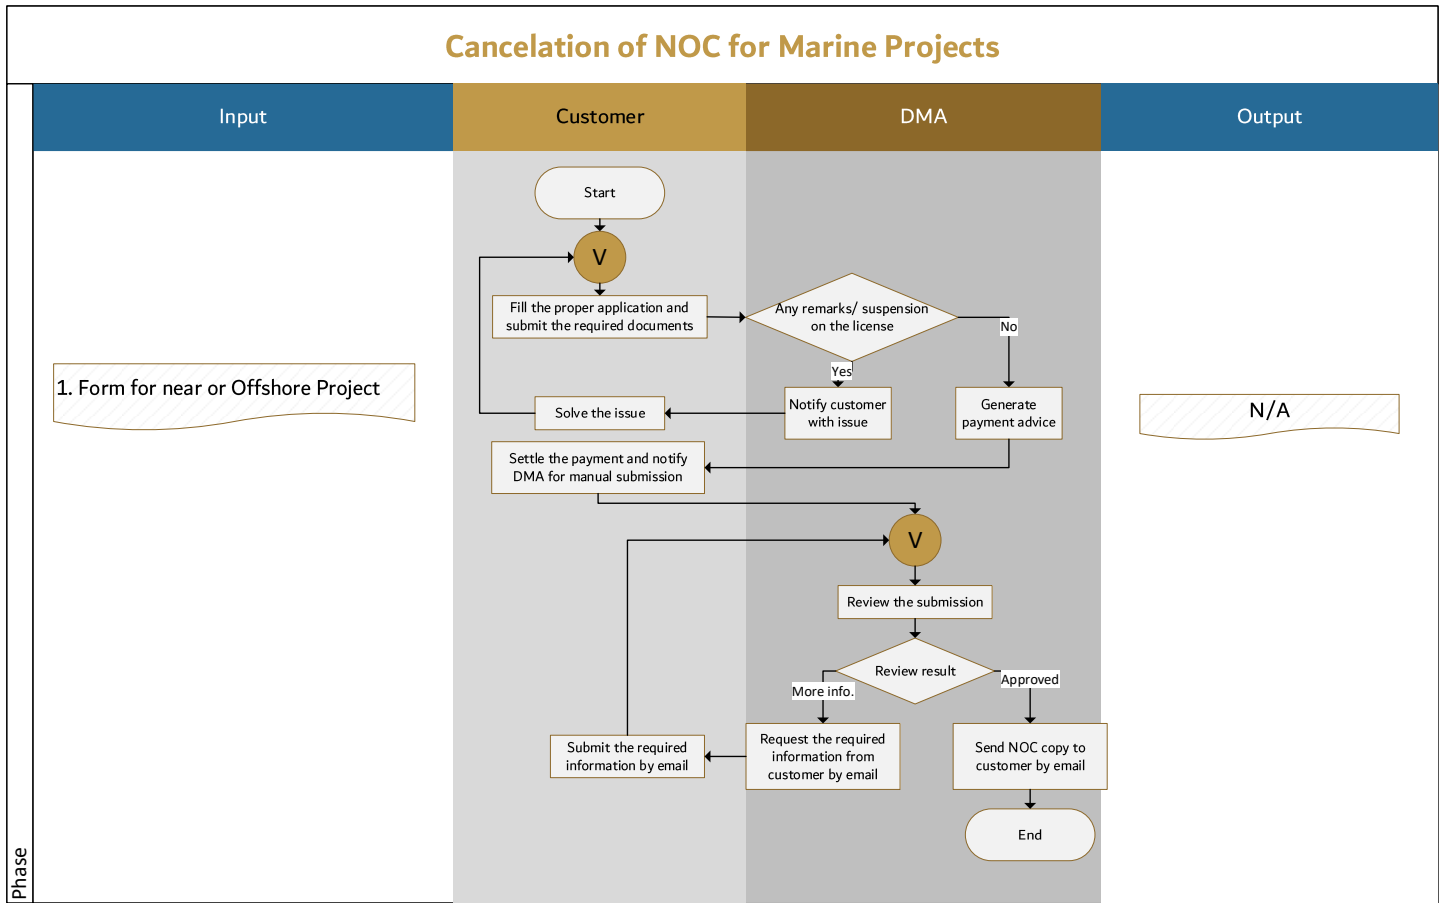 Cancelation of NOC for Marine Projects
Input
Customer
DMA
Output
Start
V
Fill the proper application and
submit the required documents
Any remarks/ suspension
on the license
No
Yes
1. Form for near or Offshore Project
Solve the issue
Notify customer
with issue
Generate
payment advice
N/A
Settle the payment and notify
DMA for manual submission
V
Review the submission
Review result
More info.
Approved
Submit the required
information by email
Request the required
information from
customer by email
Send NOC copy to
customer by email
End
Phase